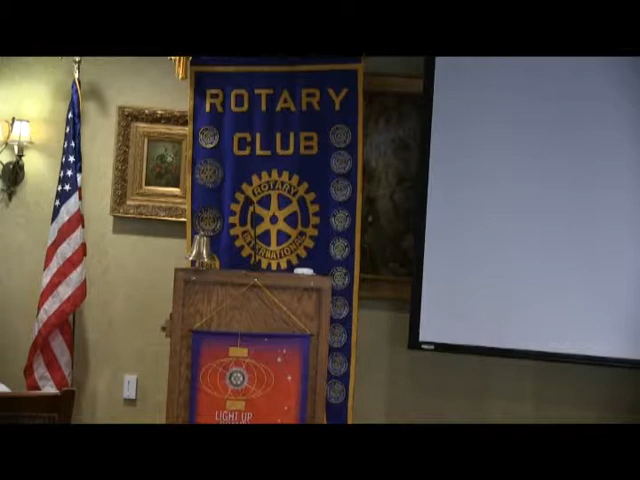 ROTARY
CLUB
ROTARY
INTERNATIONAL
LIGHT UP